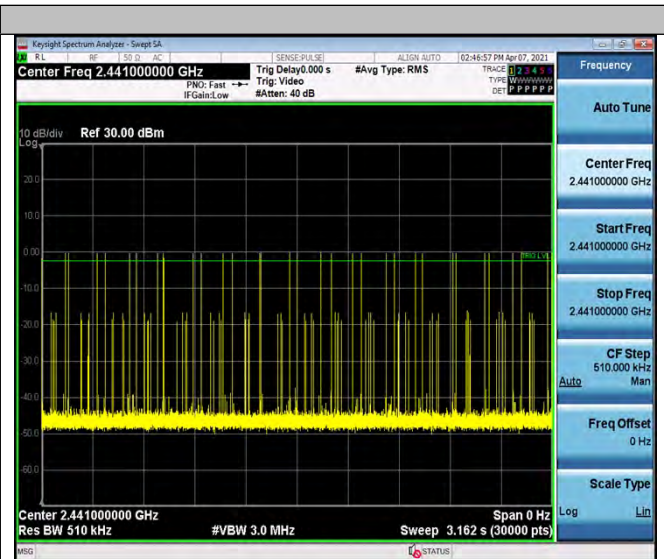 Keysight Spectrum Analyzer - Swept SA
RL RF 50 Ω AC SENSE:PULSE ALIGN AUTO 02:46:57 PM Apr 07, 2021
Center Freq 2.441000000 GHz
PNO: Fast
IFGain:Low
Trig Delay0.000 s
Trig: Video
#Atten: 40 dB
#Avg Type: RMS
TRACE 1 2 3 4 5 6
TYPE WWWWWW
DET P P P P P P
10 dB/div Ref 30.00 dBm
Log
20.0
10.0
0.00
TRIG LVL
-10.0
-20.0
-30.0
-40.0
-50.0
-60.0
Center 2.441000000 GHz Span 0 Hz
Res BW 510 kHz #VBW 3.0 MHz Sweep 3.162 s (30000 pts)
MSG STATUS
Frequency
Auto Tune
Center Freq
2.441000000 GHz
Start Freq
2.441000000 GHz
Stop Freq
2.441000000 GHz
CF Step
510.000 kHz
Auto Man
Freq Offset
0 Hz
Scale Type
Log Lin